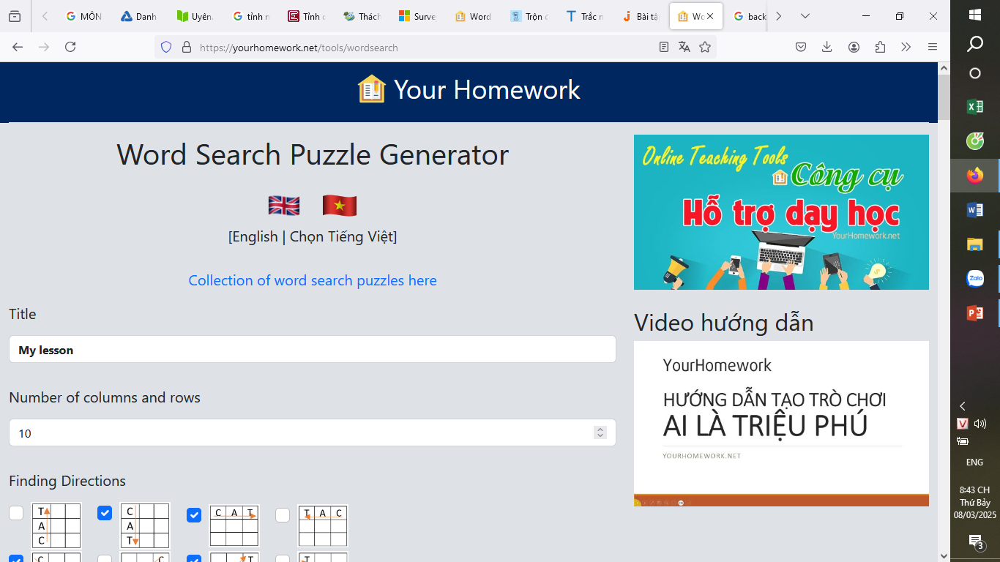 MÔN
Danh
Uyên.
tỉnh n
Tỉnh c
Thách
Surve
Word
Trộn c
Trắc n
Bài tậ
Wo
back
https://yourhomework.net/tools/wordsearch
Your Homework
Word Search Puzzle Generator
[English | Chọn Tiếng Việt]
Collection of word search puzzles here
Title
My lesson
Number of columns and rows
10
Finding Directions
T
A
C
C
A
T
C A T
T A C
C
C
T
T
Online Teaching Tools
Công cụ
Hỗ trợ dạy học
YourHomework.net
Video hướng dẫn
YourHomework
HƯỚNG DẪN TẠO TRÒ CHƠI
AI LÀ TRIỆU PHÚ
YOURHOMEWORK.NET
Zalo
V
ENG
8:43 CH
Thứ Bảy
08/03/2025
3